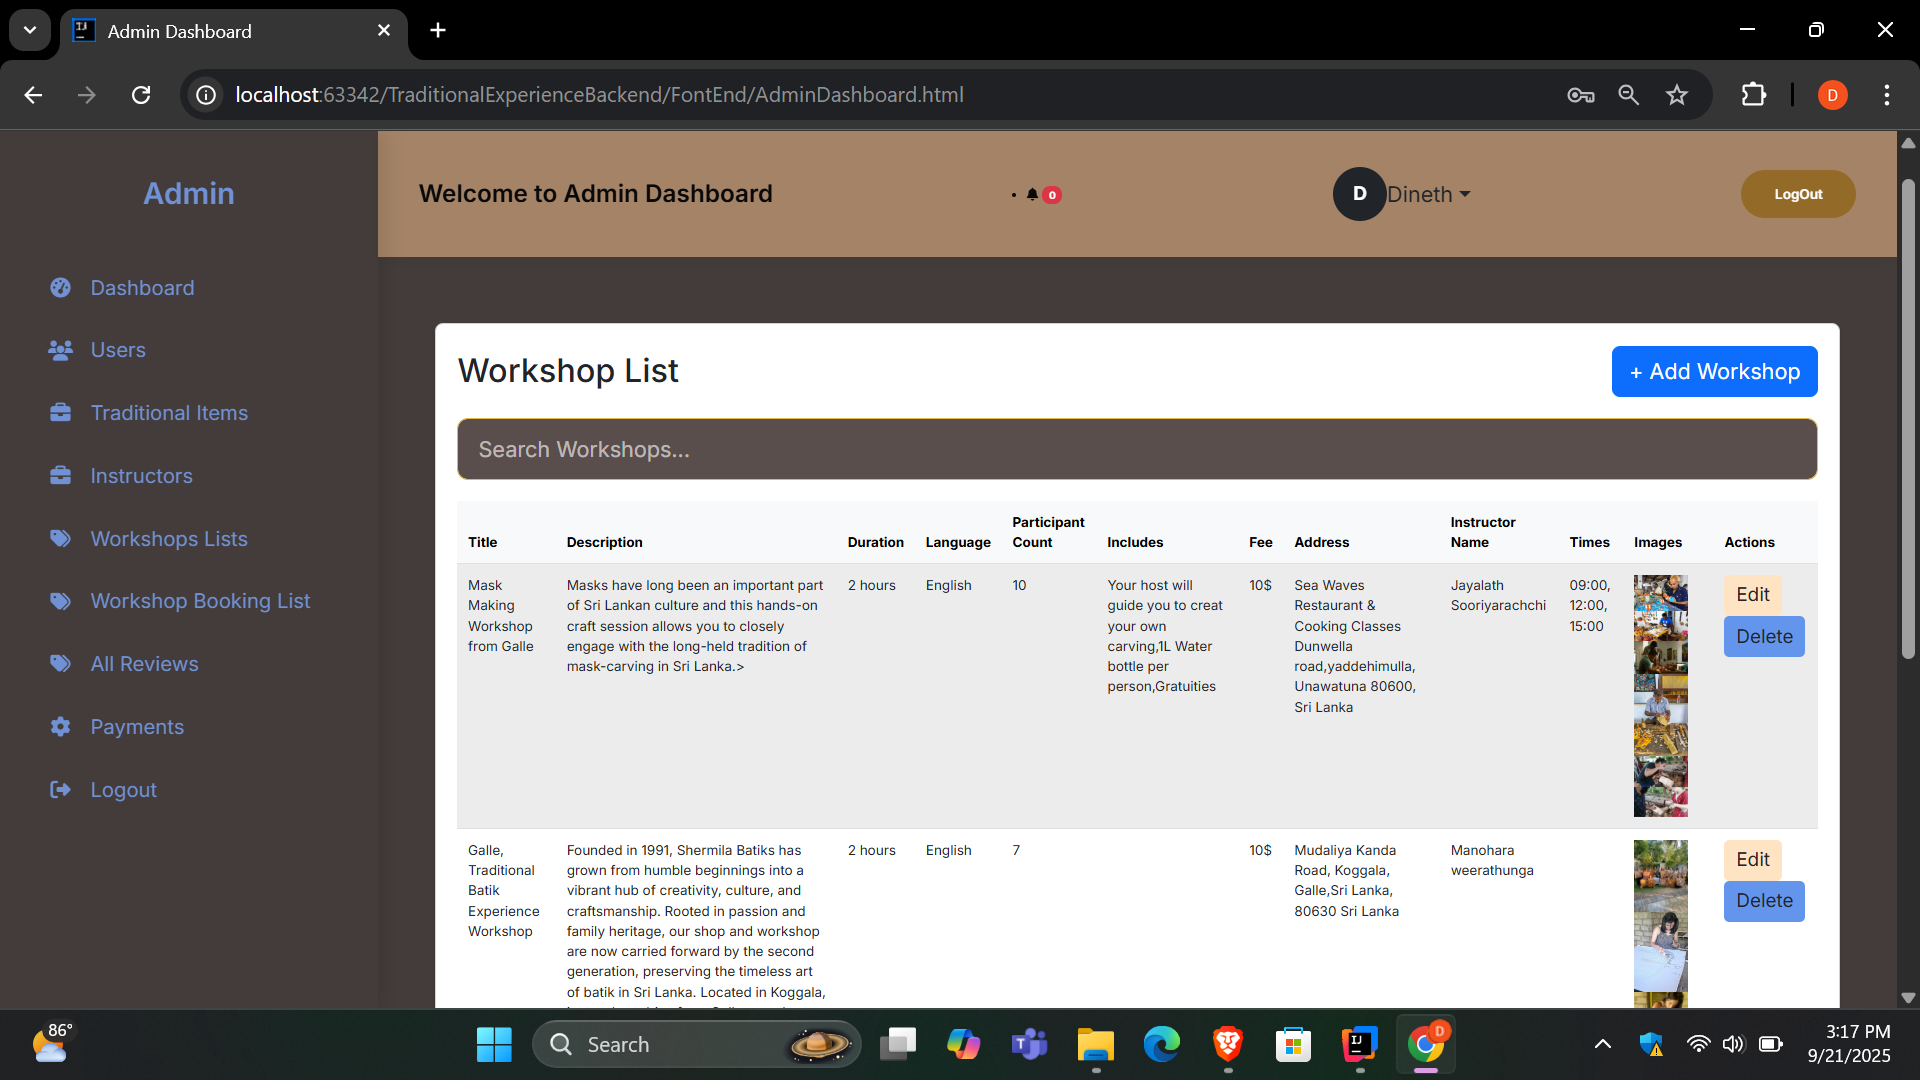 Admin Dashboard
localhost:63342/TraditionalExperienceBackend/FontEnd/AdminDashboard.html
D
Admin
Welcome to Admin Dashboard
0
D
Dineth
LogOut
Dashboard
Users
Traditional Items
Instructors
Workshops Lists
Workshop Booking List
All Reviews
Payments
Logout
Workshop List
+ Add Workshop
Search Workshops...
Title
Description
Duration
Language
Participant
Count
Includes
Fee
Address
Instructor
Name
Times
Images
Actions
Mask
Making
Workshop
from Galle
Masks have long been an important part
of Sri Lankan culture and this hands-on
craft session allows you to closely
engage with the long-held tradition of
mask-carving in Sri Lanka.>
2 hours
English
10
Your host will
guide you to creat
your own
carving,1L Water
bottle per
person,Gratuities
10$
Sea Waves
Restaurant &
Cooking Classes
Dunwella
road,yaddehimulla,
Unawatuna 80600,
Sri Lanka
Jayalath
Sooriyarachchi
09:00,
12:00,
15:00
Edit
Delete
Galle,
Traditional
Batik
Experience
Workshop
Founded in 1991, Shermila Batiks has
grown from humble beginnings into a
vibrant hub of creativity, culture, and
craftsmanship. Rooted in passion and
family heritage, our shop and workshop
are now carried forward by the second
generation, preserving the timeless art
of batik in Sri Lanka. Located in Koggala,
2 hours
English
7
10$
Mudaliya Kanda
Road, Koggala,
Galle,Sri Lanka,
80630 Sri Lanka
Manohara
weerathunga
Edit
Delete
86°
Search
D
3:17 PM
9/21/2025